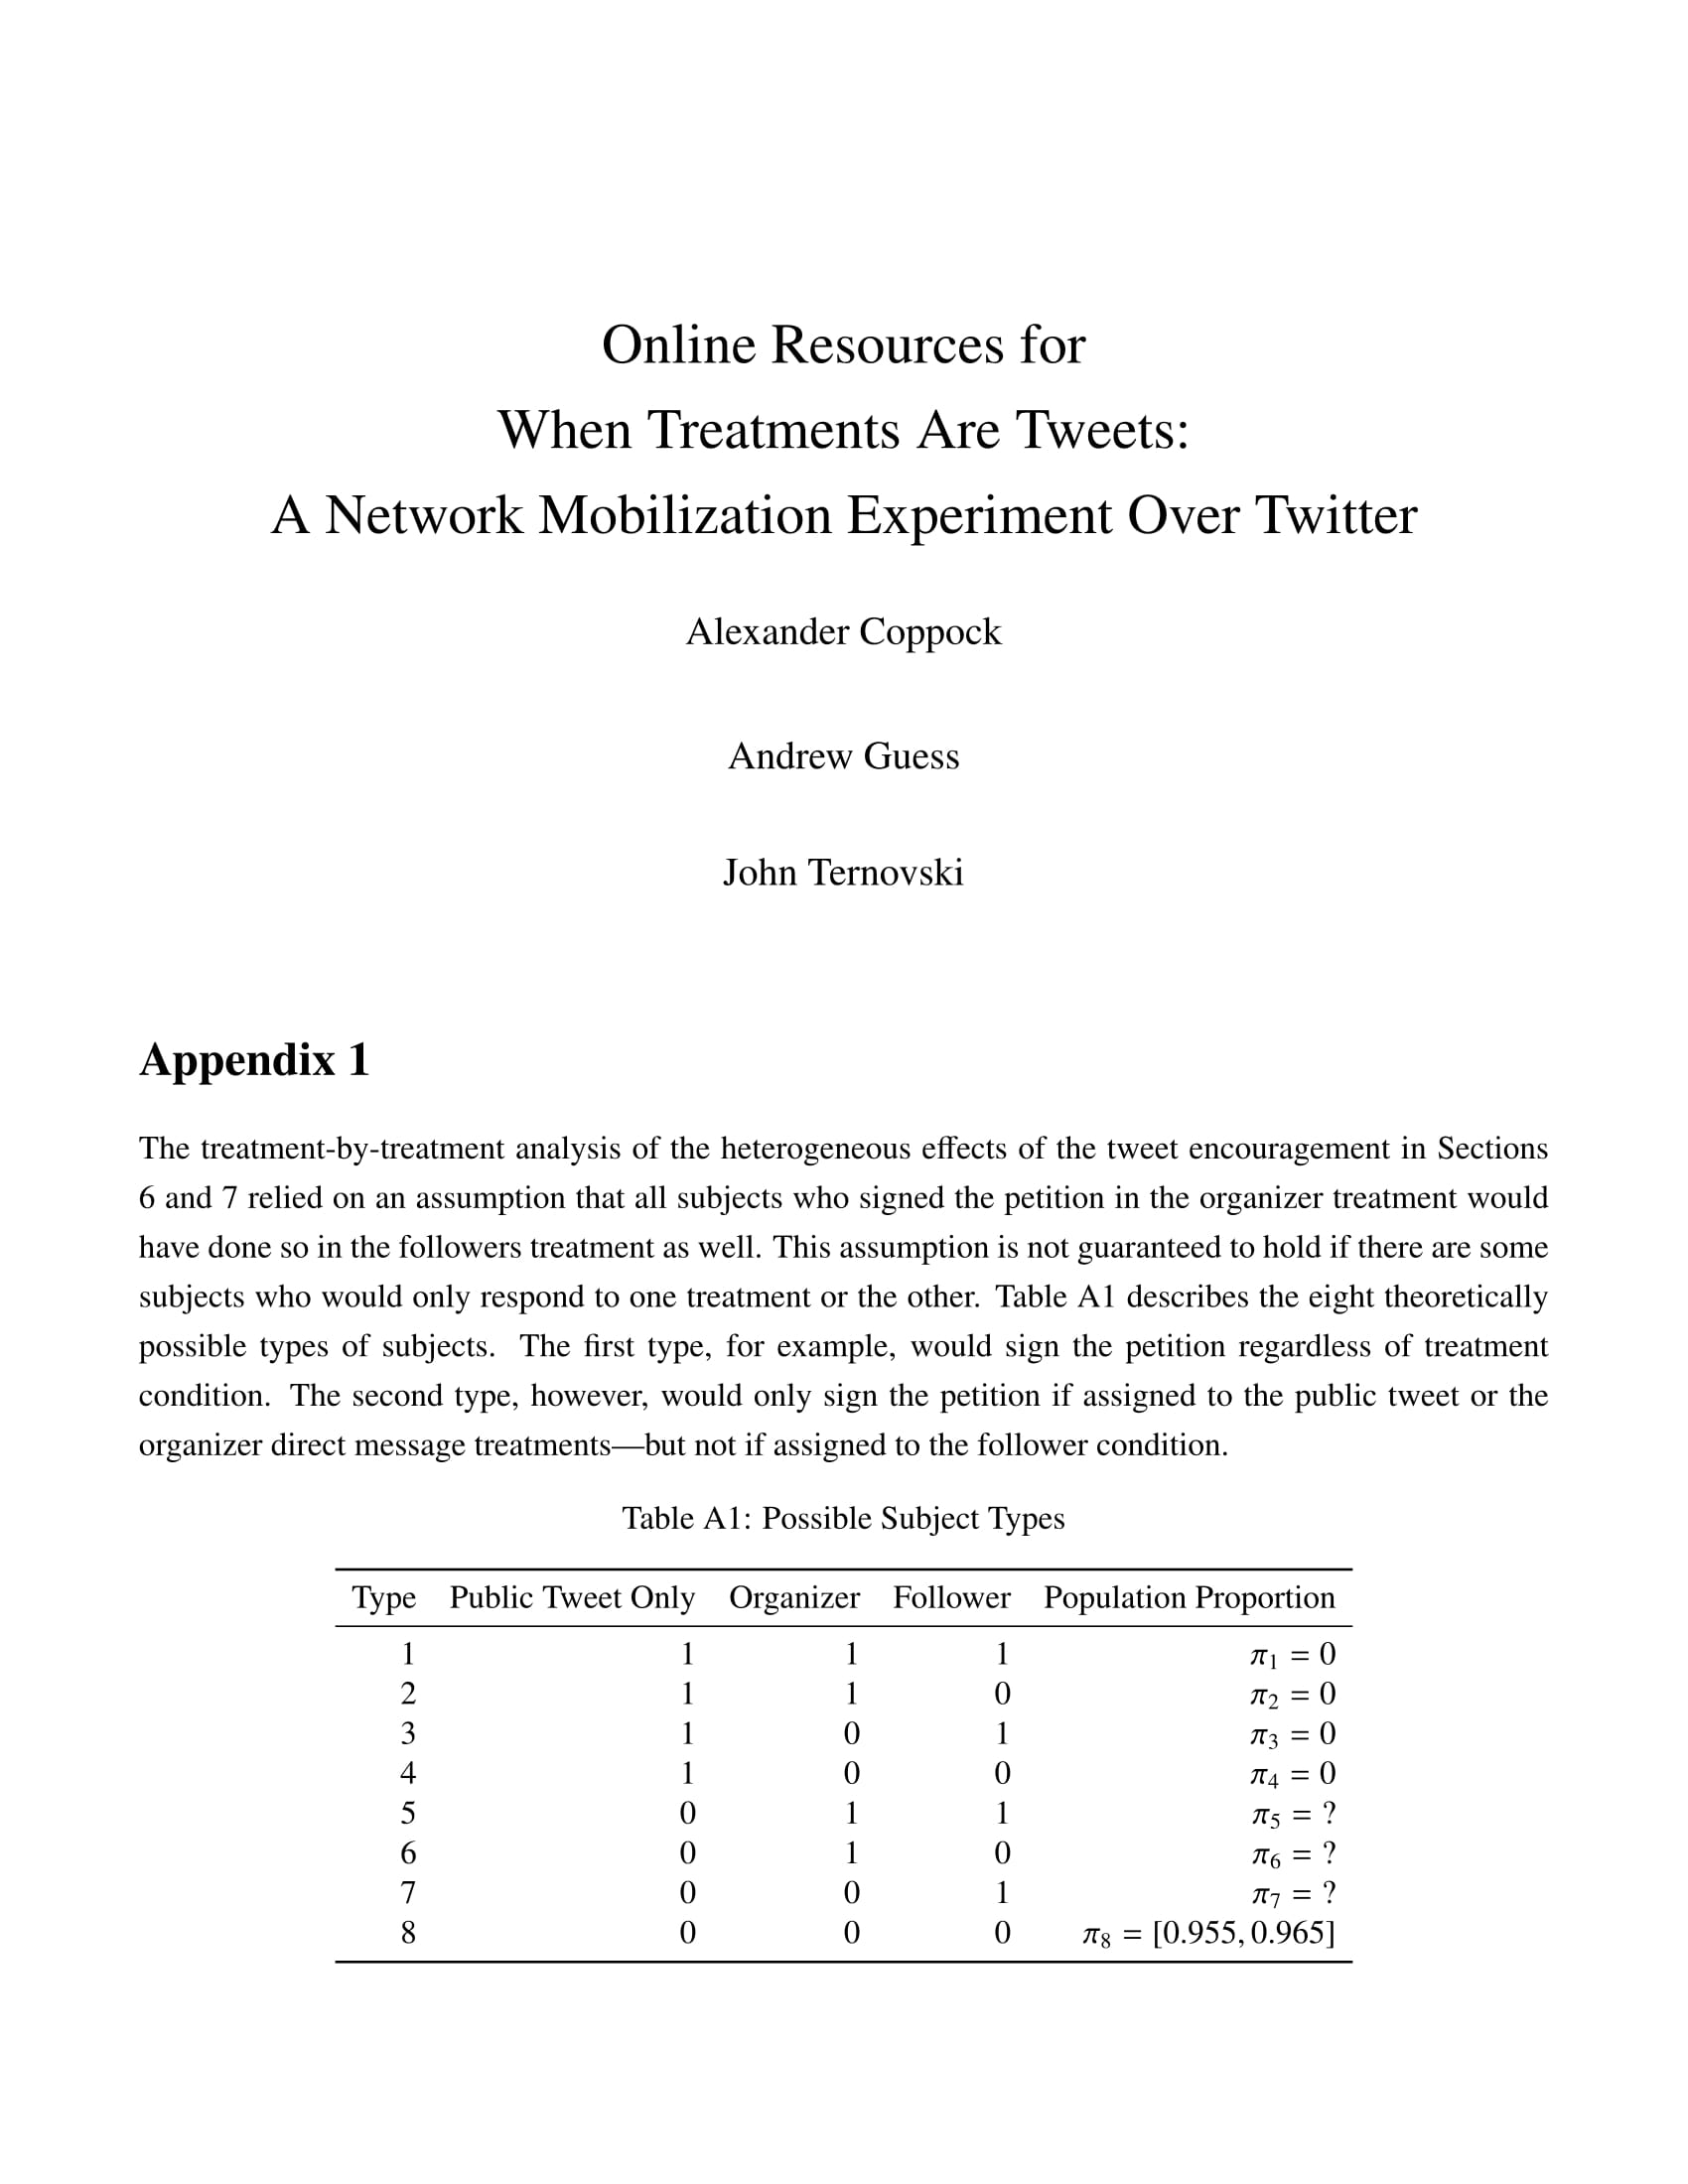 Online Resources for
When Treatments Are Tweets:
A Network Mobilization Experiment Over Twitter
Alexander Coppock
Andrew Guess
John Ternovski
Appendix 1
The treatment-by-treatment analysis of the heterogeneous effects of the tweet encouragement in Sections
6 and 7 relied on an assumption that all subjects who signed the petition in the organizer treatment would
have done so in the followers treatment as well. This assumption is not guaranteed to hold if there are some
subjects who would only respond to one treatment or the other. Table A1 describes the eight theoretically
possible types of subjects. The first type, for example, would sign the petition regardless of treatment
condition. The second type, however, would only sign the petition if assigned to the public tweet or the
organizer direct message treatments—but not if assigned to the follower condition.
Table A1: Possible Subject Types
Type Public Tweet Only Organizer Follower Population Proportion
1 1 1 1 π₁ = 0
2 1 1 0 π₂ = 0
3 1 0 1 π₃ = 0
4 1 0 0 π₄ = 0
5 0 1 1 π₅ = ?
6 0 1 0 π₆ = ?
7 0 0 1 π₇ = ?
8 0 0 0 π₈ = [0.955, 0.965]